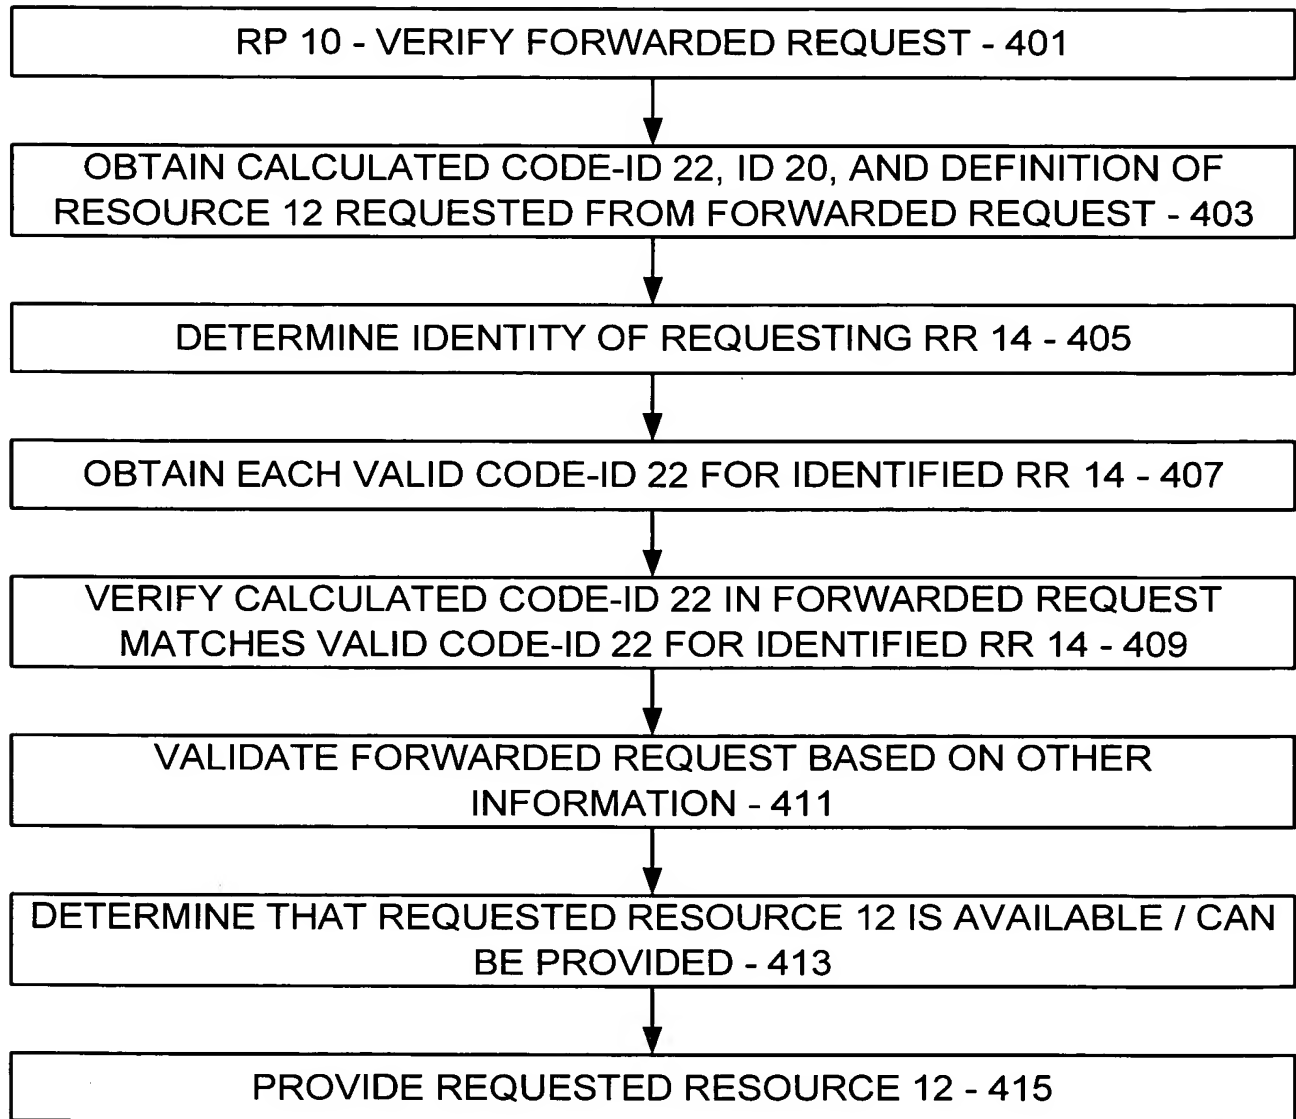 RP 10 - VERIFY FORWARDED REQUEST - 401
OBTAIN CALCULATED CODE-ID 22, ID 20, AND DEFINITION OF
RESOURCE 12 REQUESTED FROM FORWARDED REQUEST - 403
DETERMINE IDENTITY OF REQUESTING RR 14 - 405
OBTAIN EACH VALID CODE-ID 22 FOR IDENTIFIED RR 14 - 407
VERIFY CALCULATED CODE-ID 22 IN FORWARDED REQUEST
MATCHES VALID CODE-ID 22 FOR IDENTIFIED RR 14 - 409
VALIDATE FORWARDED REQUEST BASED ON OTHER
INFORMATION - 411
DETERMINE THAT REQUESTED RESOURCE 12 IS AVAILABLE / CAN
BE PROVIDED - 413
PROVIDE REQUESTED RESOURCE 12 - 415